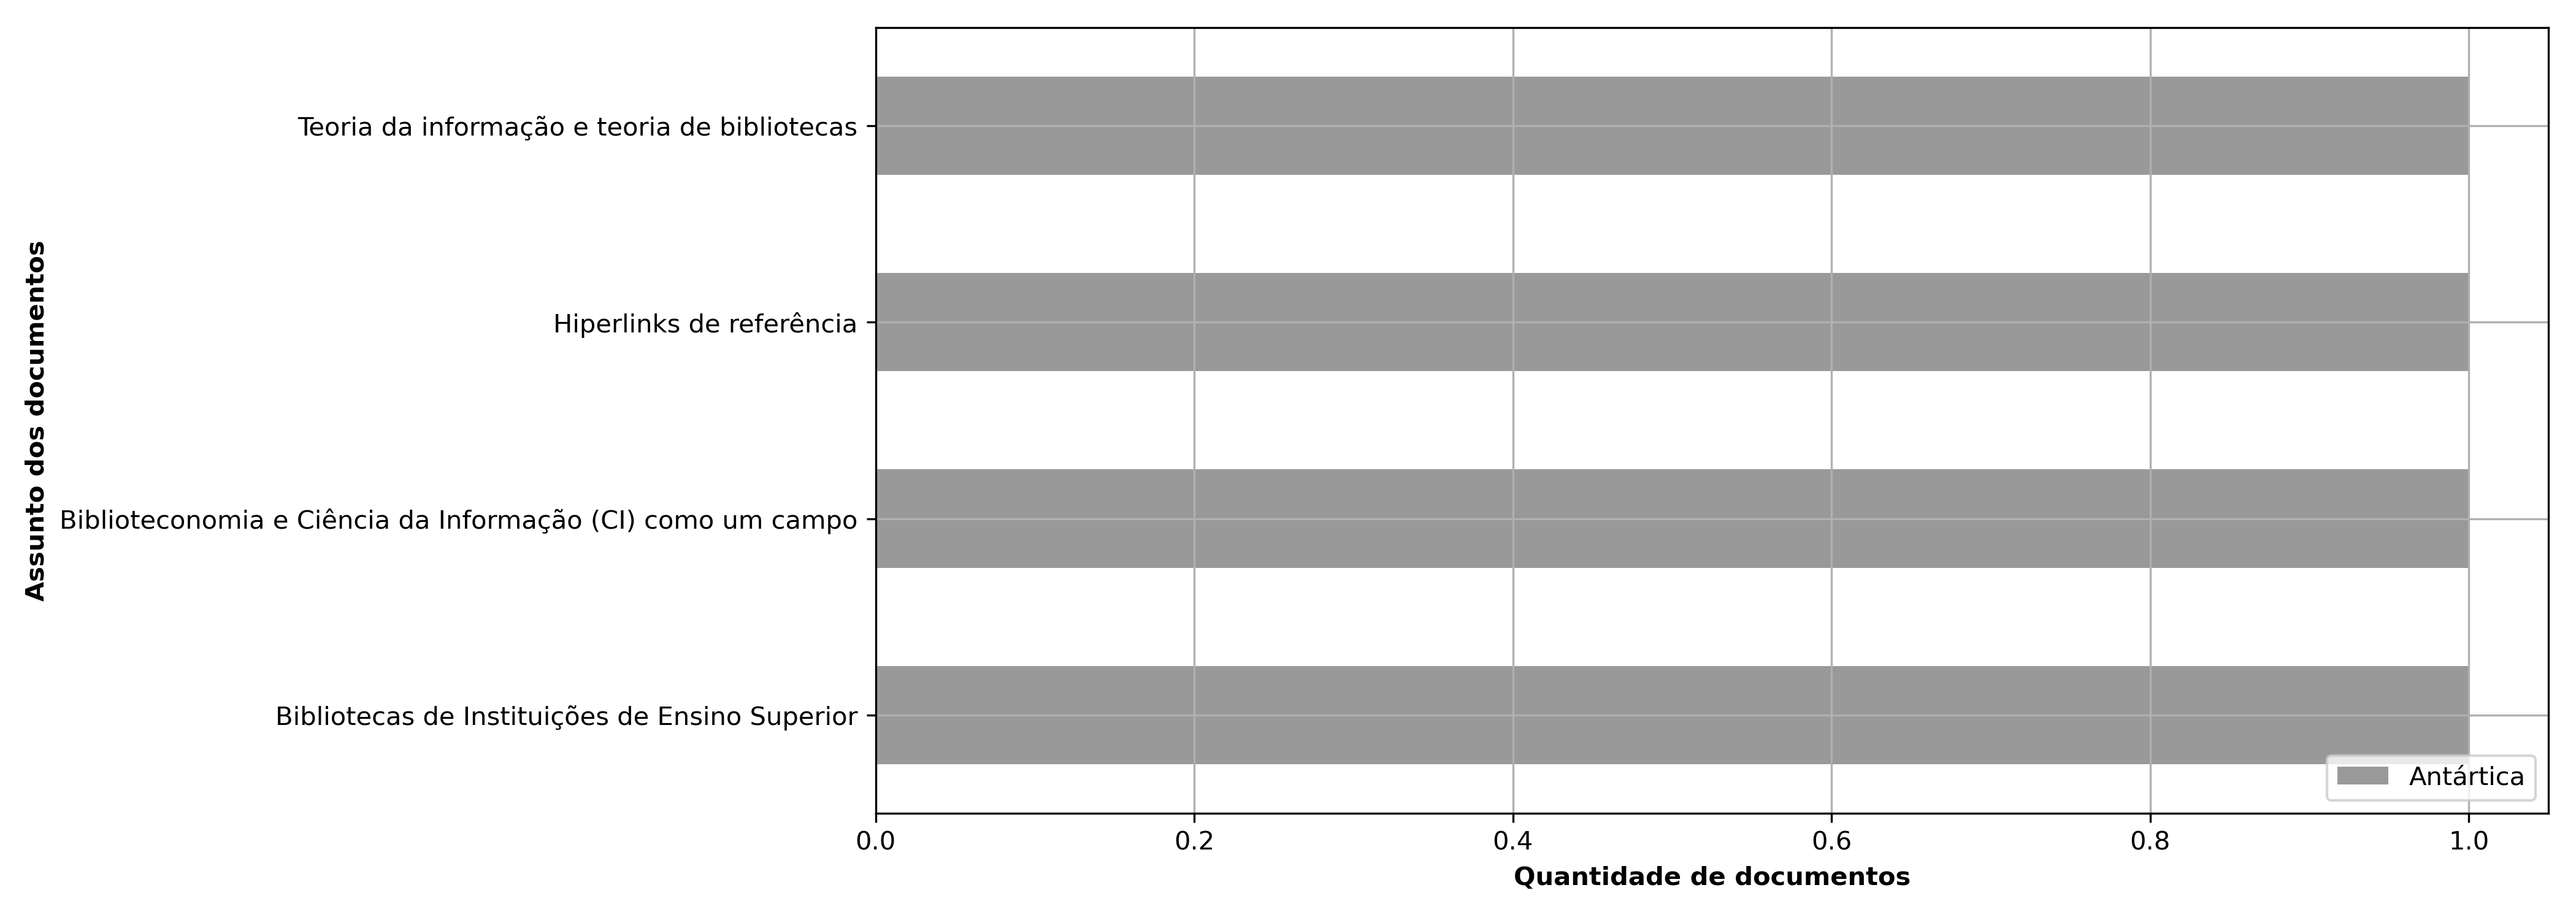 Assunto dos documentos
Teoria da informação e teoria de bibliotecas
Hiperlinks de referência
Biblioteconomia e Ciência da Informação (CI) como um campo
Bibliotecas de Instituições de Ensino Superior
Antártica
0.0 0.2 0.4 0.6 0.8 1.0
Quantidade de documentos